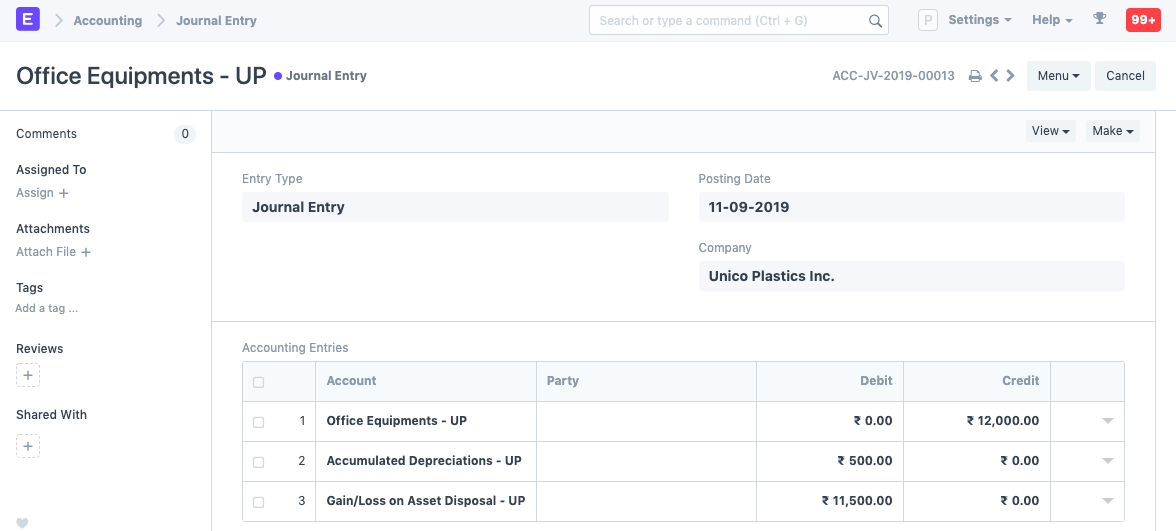 E Accounting Journal Entry Search or type a command (Ctrl + G) P Settings Help 99+
Office Equipments - UP Journal Entry ACC-JV-2019-00013 Menu Cancel
Comments 0
View Make
Assigned To
Assign +
Attachments
Attach File +
Tags
Add a tag ...
Reviews
+
Shared With
+
Entry Type
Journal Entry
Posting Date
11-09-2019
Company
Unico Plastics Inc.
Accounting Entries
Account Party Debit Credit
1 Office Equipments - UP ₹ 0.00 ₹ 12,000.00
2 Accumulated Depreciations - UP ₹ 500.00 ₹ 0.00
3 Gain/Loss on Asset Disposal - UP ₹ 11,500.00 ₹ 0.00